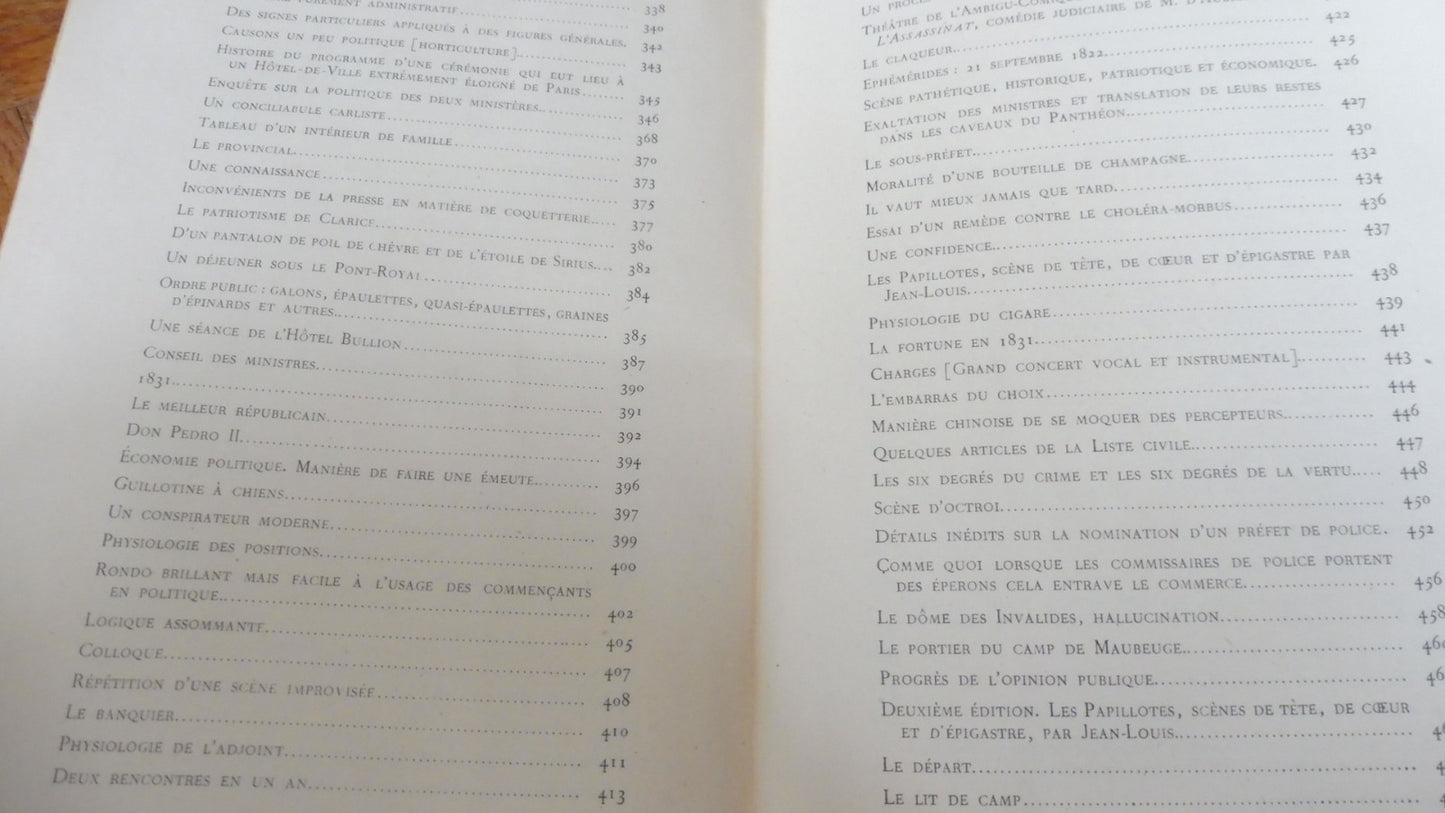 UREMENT ADMINISTRATIF 338
340
DES SIGNES PARTICULIERS APPLIQUÉS À DES FIGURES GÉNÉRALES. 342
CAUSONS UN PEU POLITIQUE [HORTICULTURE].. 343
HISTOIRE DU PROGRAMME D'UNE CÉRÉMONIE QUI EUT LIEU À
UN HÔTEL-DE-VILLE EXTRÊMEMENT ÉLOIGNÉ DE PARIS........ 345
ENQUÊTE SUR LA POLITIQUE DES DEUX MINISTÈRES.. 346
UN CONCILIABULE CARLISTE 368
TABLEAU D'UN INTÉRIEUR DE FAMILLE 370
LE PROVINCIAL 373
UNE CONNAISSANCE 375
INCONVÉNIENTS DE LA PRESSE EN MATIÈRE DE COQUETTERIE.... 377
LE PATRIOTISME DE CLARICE 380
D'UN PANTALON DE POIL DE CHÈVRE ET DE L'ÉTOILE DE SIRIUS.... 382
UN DÉJEUNER SOUS LE PONT-ROYAL 384
ORDRE PUBLIC : GALONS, ÉPAULETTES, QUASI-ÉPAULETTES, GRAINES
D'ÉPINARDS ET AUTRES 385
UNE SÉANCE DE L'HÔTEL BULLION 387
CONSEIL DES MINISTRES 390
1831 391
LE MEILLEUR RÉPUBLICAIN 392
DON PEDRO II 394
ÉCONOMIE POLITIQUE. MANIÈRE DE FAIRE UNE ÉMEUTE 396
GUILLOTINE À CHIENS 397
UN CONSPIRATEUR MODERNE 399
PHYSIOLOGIE DES POSITIONS 400
RONDO BRILLANT MAIS FACILE À L'USAGE DES COMMENÇANTS
EN POLITIQUE 402
LOGIQUE ASSOMMANTE 405
COLLOQUE 407
RÉPÉTITION D'UNE SCÈNE IMPROVISÉE 408
LE BANQUIER 410
PHYSIOLOGIE DE L'ADJOINT 411
DEUX RENCONTRES EN UN AN 413
UN PROCÈ
THÉÂTRE DE L'AMBIGU-COMIQUE
L'ASSASSINAT, COMÉDIE JUDICIAIRE DE M.
LE CLAQUEUR 422
EPHÉMÉRIDES : 21 SEPTEMBRE 1822 425
SCÈNE PATHÉTIQUE, HISTORIQUE, PATRIOTIQUE ET ÉCONOMIQUE. 426
EXALTATION DES MINISTRES ET TRANSLATION DE LEURS RESTES
DANS LES CAVEAUX DU PANTHÉON 427
LE SOUS-PRÉFET 430
MORALITÉ D'UNE BOUTEILLE DE CHAMPAGNE 432
IL VAUT MIEUX JAMAIS QUE TARD 434
ESSAI D'UN REMÈDE CONTRE LE CHOLÉRA-MORBUS 436
UNE CONFIDENCE 437
LES PAPILLOTES, SCÈNE DE TÊTE, DE CŒUR ET D'ÉPIGASTRE PAR
JEAN-LOUIS 438
PHYSIOLOGIE DU CIGARE 439
LA FORTUNE EN 1831 441
CHARGES [GRAND CONCERT VOCAL ET INSTRUMENTAL] 443
L'EMBARRAS DU CHOIX 444
MANIÈRE CHINOISE DE SE MOQUER DES PERCEPTEURS 446
QUELQUES ARTICLES DE LA LISTE CIVILE 447
LES SIX DEGRÉS DU CRIME ET LES SIX DEGRÉS DE LA VERTU 448
SCÈNE D'OCTROI 450
DÉTAILS INÉDITS SUR LA NOMINATION D'UN PRÉFET DE POLICE. 452
ÇOMME QUOI LORSQUE LES COMMISSAIRES DE POLICE PORTENT
DES ÉPERONS CELA ENTRAVE LE COMMERCE 456
LE DÔME DES INVALIDES, HALLUCINATION 458
LE PORTIER DU CAMP DE MAUBEUGE 46
PROGRÈS DE L'OPINION PUBLIQUE 46
DEUXIÈME ÉDITION. LES PAPILLOTES, SCÈNES DE TÊTE, DE CŒUR
ET D'ÉPIGASTRE, PAR JEAN-LOUIS 4
LE DÉPART 4
LE LIT DE CAMP